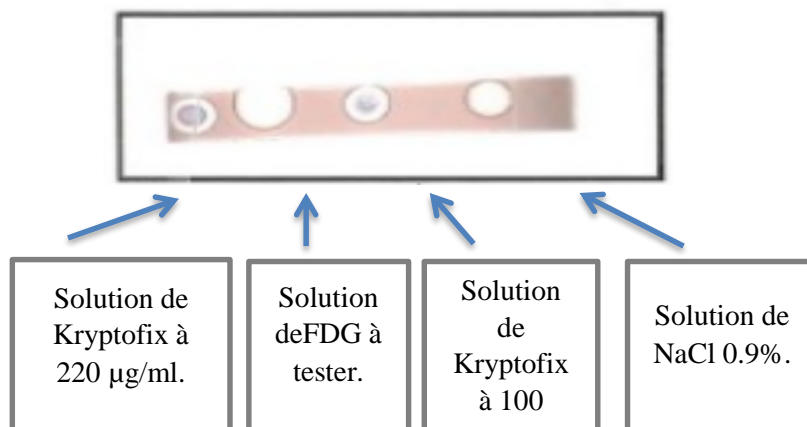 Solution de
Kryptofix à
220 µg/ml.
Solution
deFDG à
tester.
Solution
de
Kryptofix
à 100
Solution de
NaCl 0.9%.